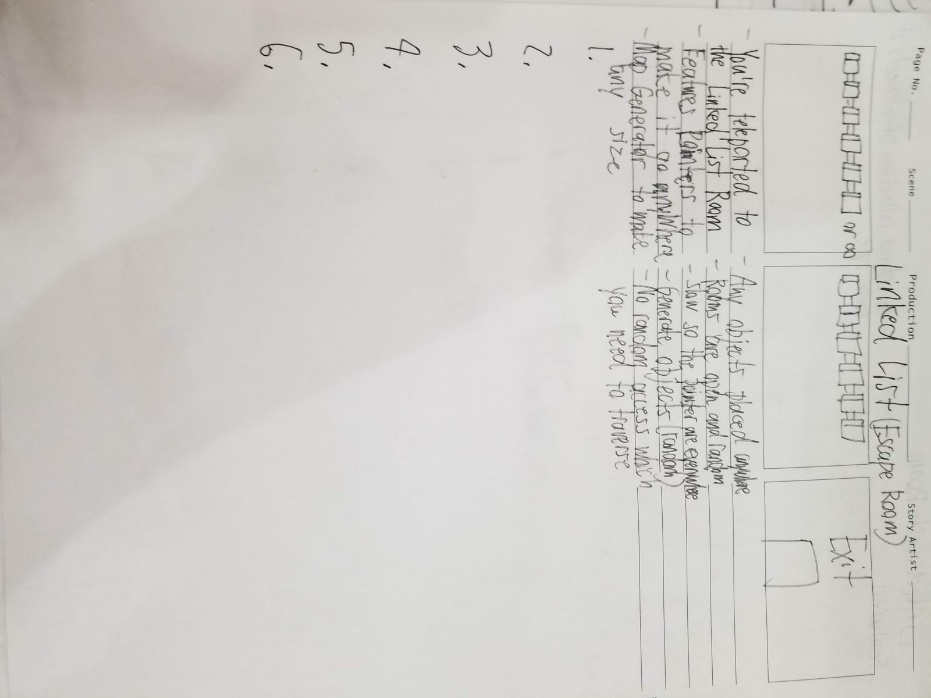 Page No. Scene Production Story Artist
Linked List (Escape Room)
or ∞
Exit
- You're teleported to
the Linked List Room
- Features Pointers to
make it go anywhere
- Map Generator to make
any size
- Any objects placed anywhere
- Rooms are open and random
- Show so the pointer are everywhere
- Generate objects (random)
- No random access which
you need to traverse
1.
2.
3.
4.
5.
6.